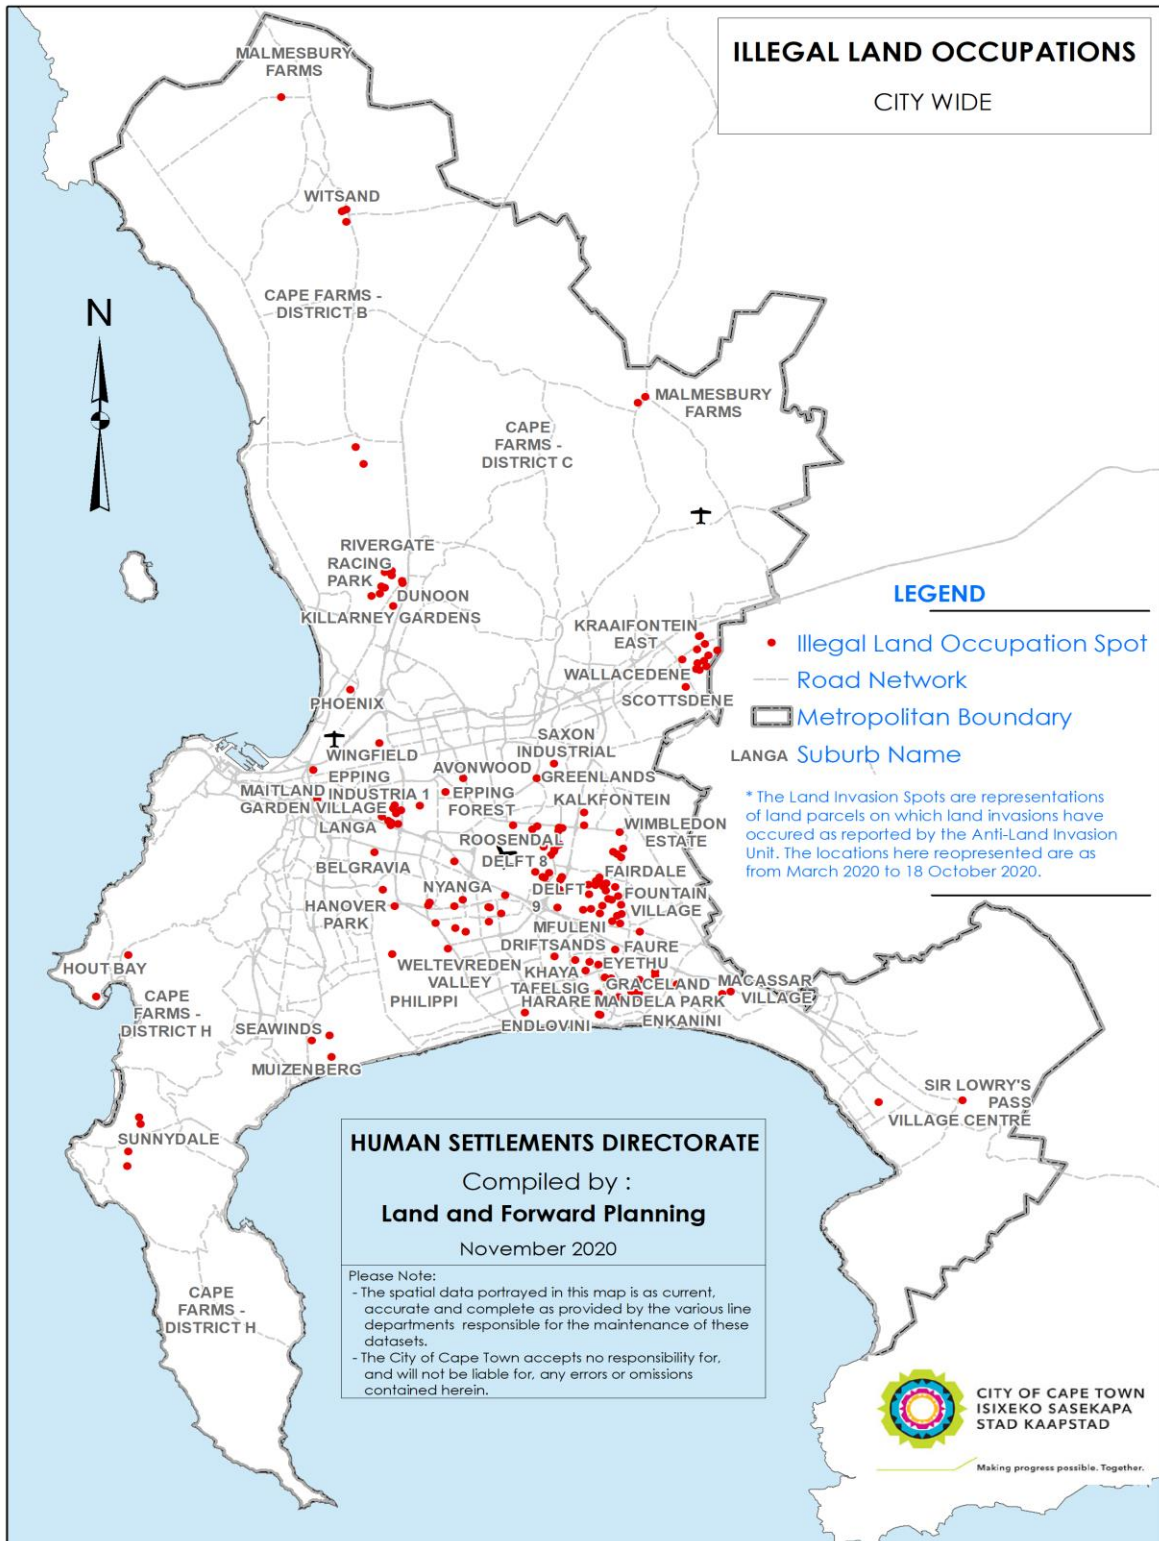 ILLEGAL LAND OCCUPATIONS
CITY WIDE
MALMESBURY
FARMS
WITSAND
CAPE FARMS -
DISTRICT B
N
MALMESBURY
FARMS
CAPE
FARMS -
DISTRICT C
RIVERGATE
RACING
PARK
DUNOON
KILLARNEY GARDENS
KRAAIFONTEIN
EAST
WALLACEDENE
SCOTTSDENE
PHOENIX
WINGFIELD
SAXON
INDUSTRIAL
AVONWOOD
GREENLANDS
EPPING
INDUSTRIA 1
MAITLAND
GARDEN VILLAGE
EPPING
FOREST
KALKFONTEIN
LANGA
ROOSENDAL
WIMBLEDON
ESTATE
BELGRAVIA
DELFT 8
FAIRDALE
NYANGA
DELFT
9
FOUNTAIN
VILLAGE
HANOVER
PARK
MFULENI
DRIFTSANDS
FAURE
WELTEVREDEN
VALLEY
KHAYA
EYETHU
TAFELSIG
GRACELAND
MACASSAR
VILLAGE
PHILIPPI
HARARE
MANDELA PARK
ENDLOVINI
ENKANINI
HOUT BAY
CAPE
FARMS -
DISTRICT H
SEAWINDS
MUIZENBERG
SUNNYDALE
SIR LOWRY'S
PASS
VILLAGE CENTRE
CAPE
FARMS -
DISTRICT H
LEGEND
Illegal Land Occupation Spot
Road Network
Metropolitan Boundary
LANGA Suburb Name
* The Land Invasion Spots are representations
of land parcels on which land invasions have
occured as reported by the Anti-Land Invasion
Unit. The locations here reopresented are as
from March 2020 to 18 October 2020.
HUMAN SETTLEMENTS DIRECTORATE
Compiled by :
Land and Forward Planning
November 2020
Please Note:
- The spatial data portrayed in this map is as current,
accurate and complete as provided by the various line
departments responsible for the maintenance of these
datasets.
- The City of Cape Town accepts no responsibility for,
and will not be liable for, any errors or omissions
contained herein.
CITY OF CAPE TOWN
ISIXEKO SASEKAPA
STAD KAAPSTAD
Making progress possible. Together.